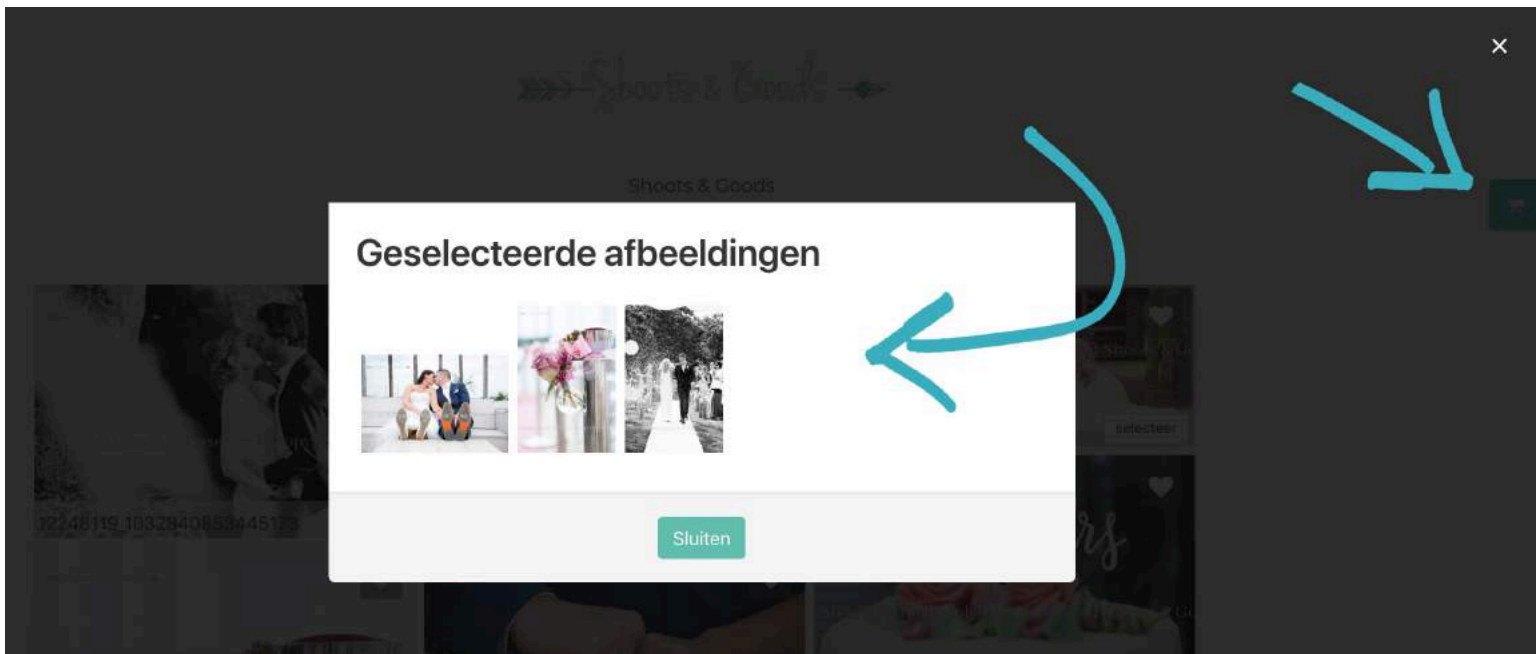 Shoots & Goods
Shoots & Goods
Geselecteerde afbeeldingen
selecteer
Sluiten